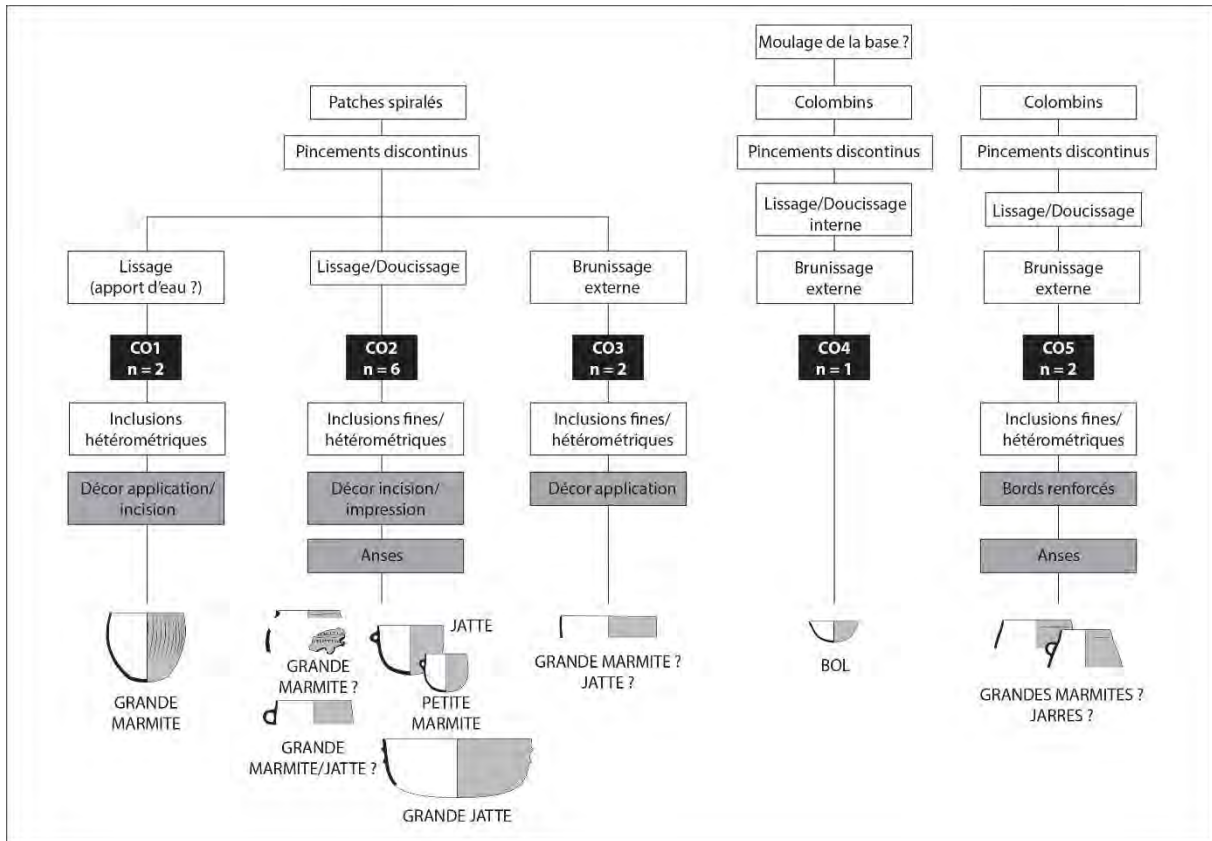 Moulage de la base ?
Patches spiralés
Colombins
Colombins
Pincements discontinus
Pincements discontinus
Pincements discontinus
Lissage/Doucissage
interne
Lissage/Doucissage
Lissage
(apport d'eau ?)
Lissage/Doucissage
Brunissage
externe
Brunissage
externe
Brunissage
externe
CO1
n = 2
CO2
n = 6
CO3
n = 2
CO4
n = 1
CO5
n = 2
Inclusions
hétérométriques
Inclusions fines/
hétérométriques
Inclusions fines/
hétérométriques
Inclusions fines/
hétérométriques
Décor application/
incision
Décor incision/
impression
Décor application
Bords renforcés
Anses
Anses
GRANDE
MARMITE
GRANDE
MARMITE ?
JATTE
PETITE
MARMITE
GRANDE
MARMITE/JATTE ?
GRANDE JATTE
GRANDE MARMITE ?
JATTE ?
BOL
GRANDES MARMITES ?
JARRES ?